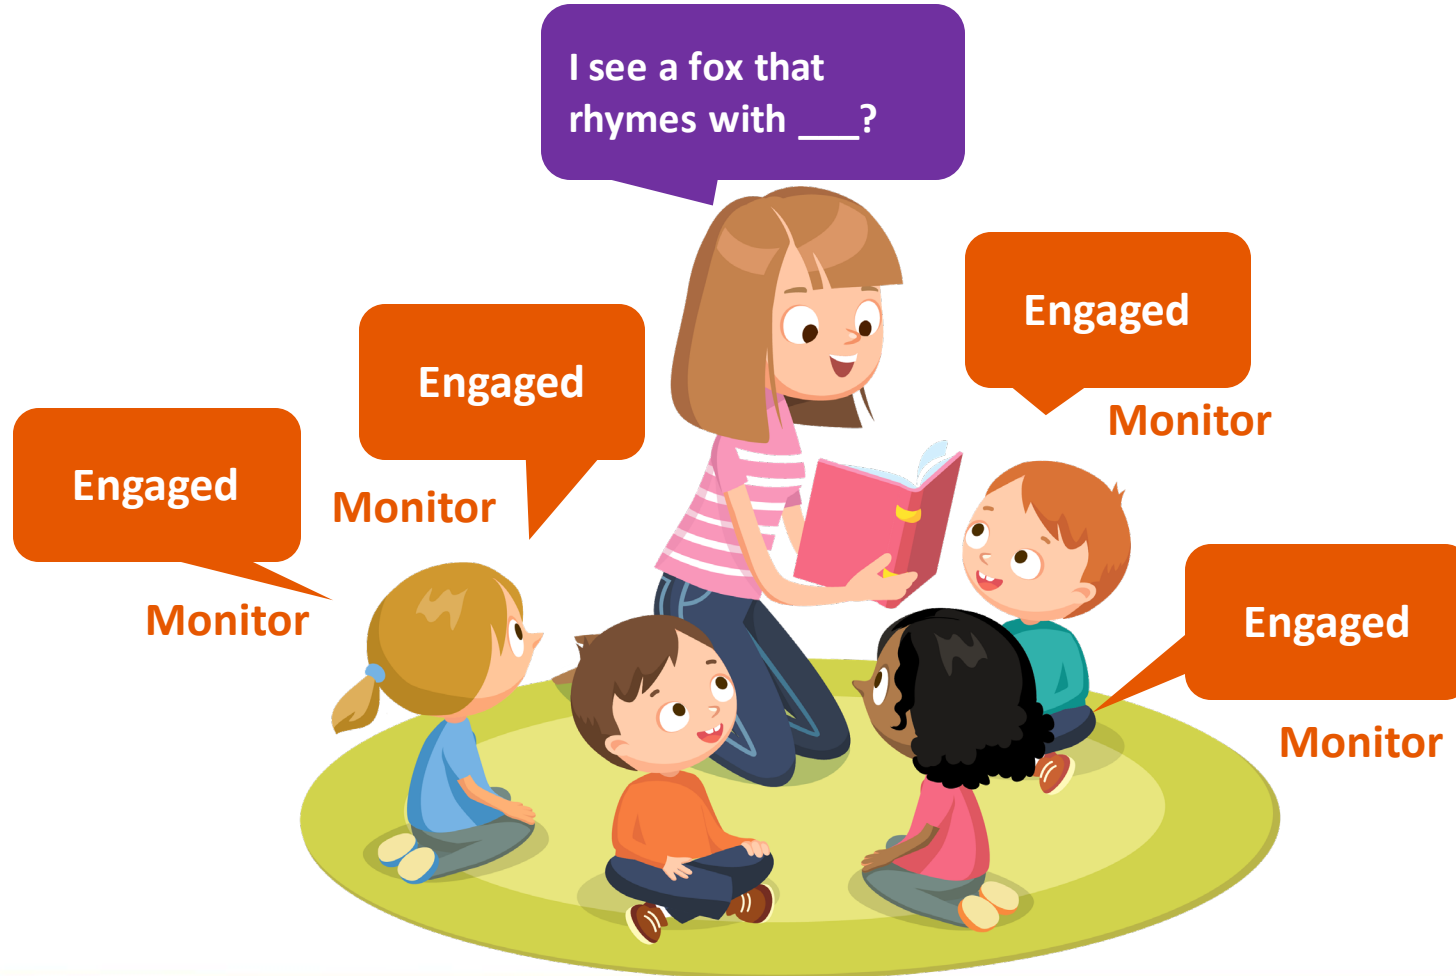 I see a fox that
rhymes with ___?
Engaged
Monitor
Engaged
Monitor
Engaged
Monitor
Engaged
Monitor